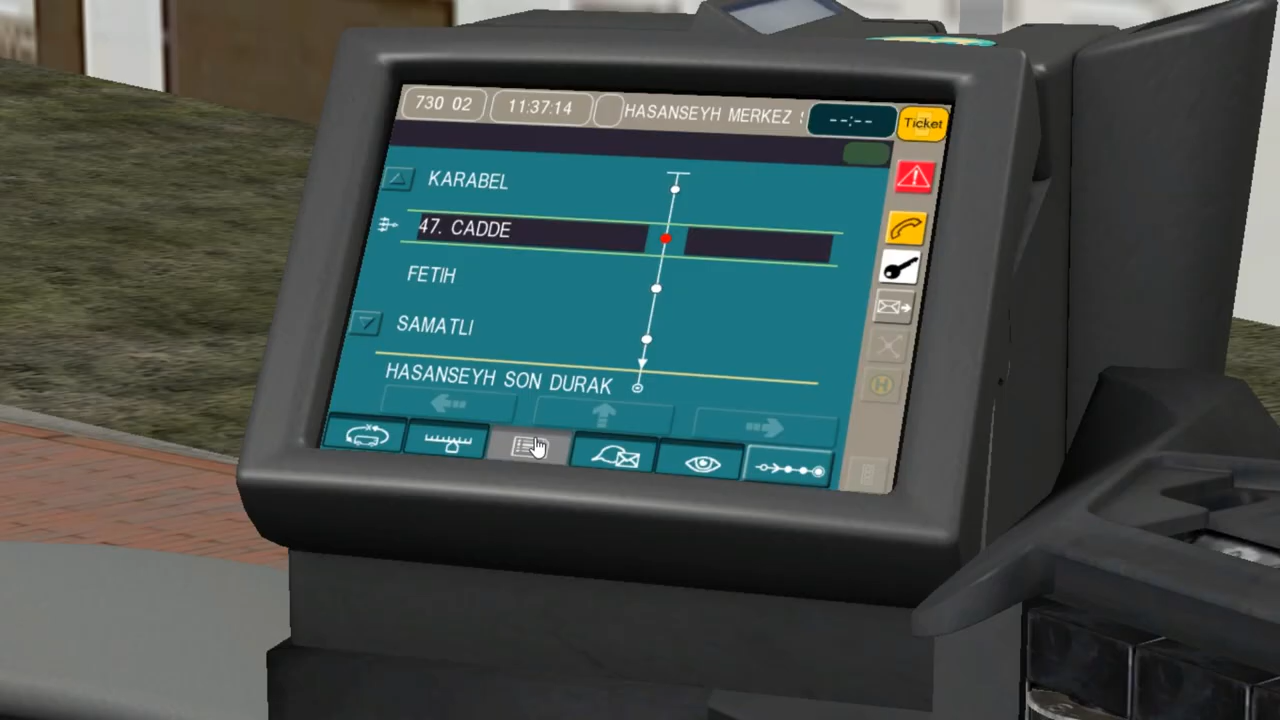 730 02 11:37:14 HASANSEYH MERKEZ --:-- Ticket
KARABEL
47. CADDE
FETIH
SAMATLI
HASANSEYH SON DURAK
H